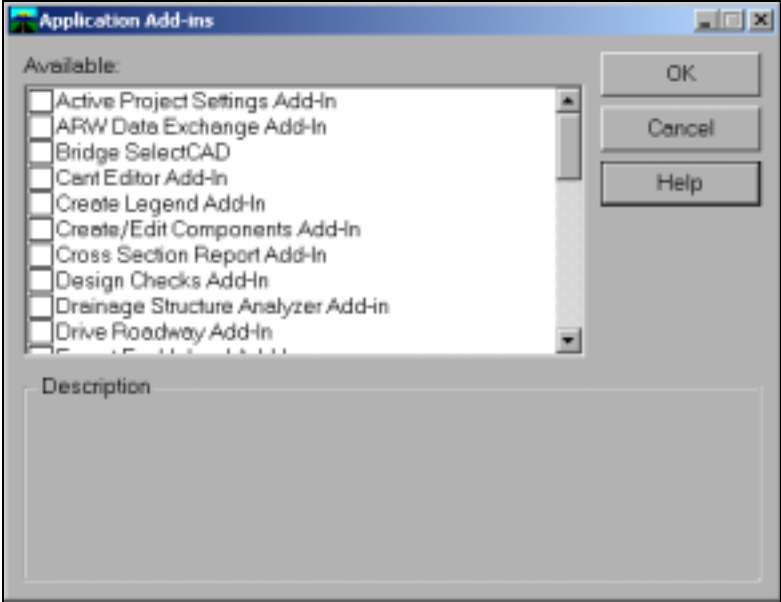 Application Add-ins
Available:
OK
Active Project Settings Add-In
ARW Data Exchange Add-In
Cancel
Bridge SelectCAD
Cant Editor Add-In
Help
Create Legend Add-In
Create/Edit Components Add-In
Cross Section Report Add-In
Design Checks Add-In
Drainage Structure Analyzer Add-in
Drive Roadway Add-In
Description